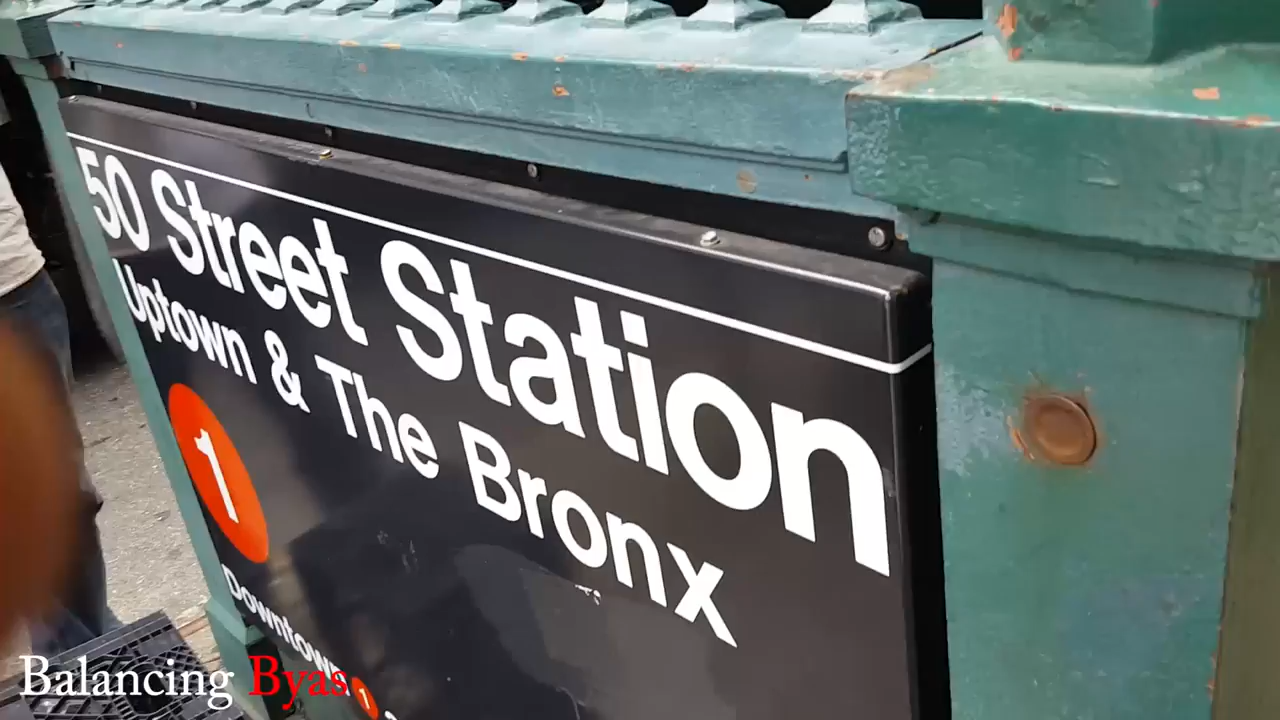 50 Street Station
Uptown & The Bronx
1
Downtown 1
Balancing Byas